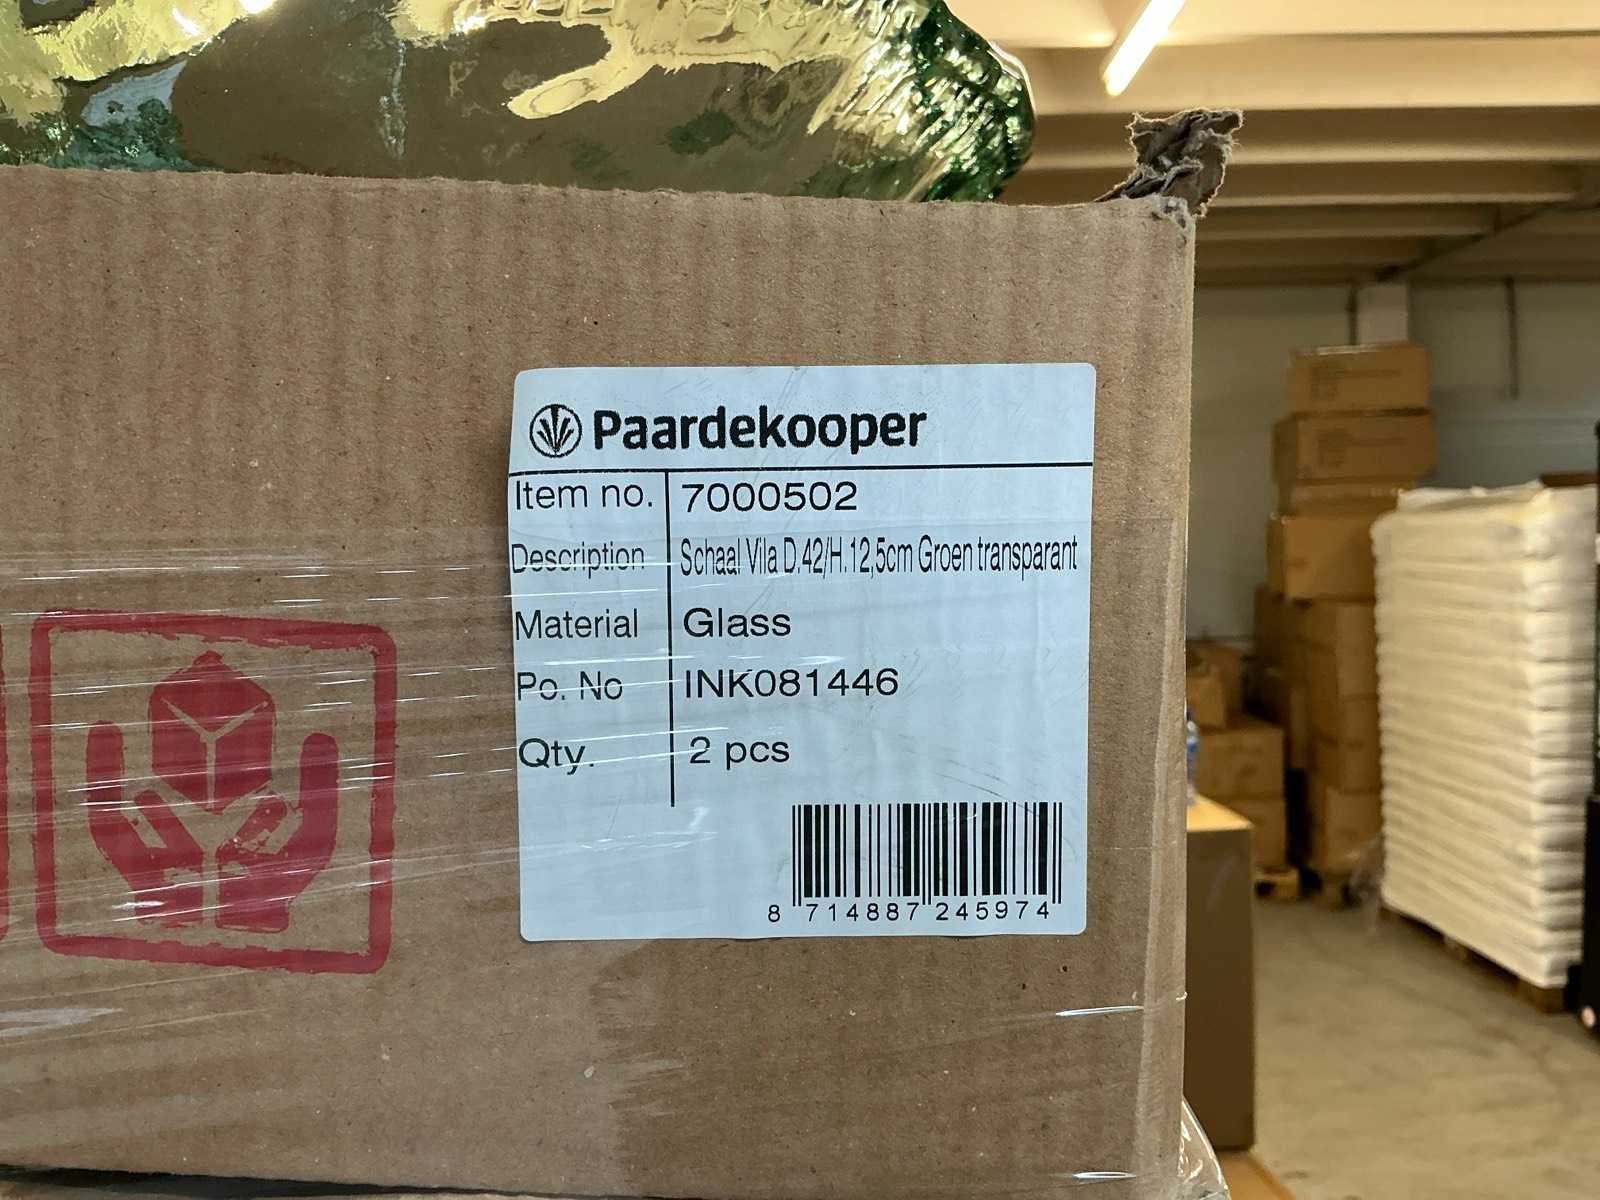 Paardekooper
Item no. 7000502
Description Schaal Vila D.42/H.12,5cm Groen transparant
Material Glass
Po. No INK081446
Qty. 2 pcs
8 714887 245974